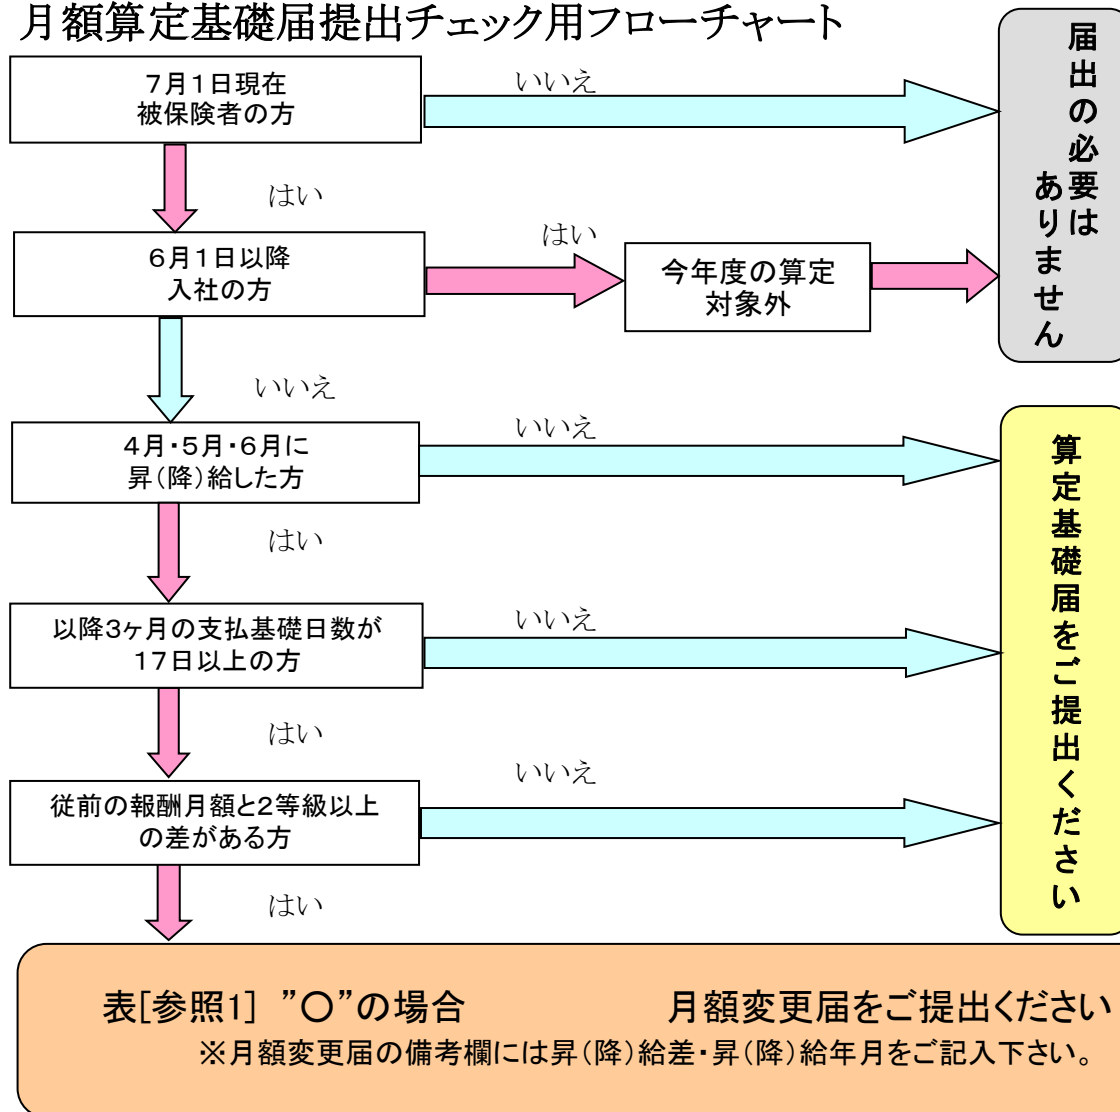 月額算定基礎届提出チェック用フローチャート
7月1日現在
被保険者の方
いいえ
届出の必要は
ありません
はい
6月1日以降
入社の方
はい
今年度の算定
対象外
いいえ
4月・5月・6月に
昇(降)給した方
いいえ
算定基礎届をご提出ください
はい
以降3ヶ月の支払基礎日数が
17日以上の方
いいえ
はい
従前の報酬月額と2等級以上
の差がある方
いいえ
はい
表[参照1] ”○”の場合 月額変更届をご提出ください
※月額変更届の備考欄には昇(降)給差・昇(降)給年月をご記入下さい。